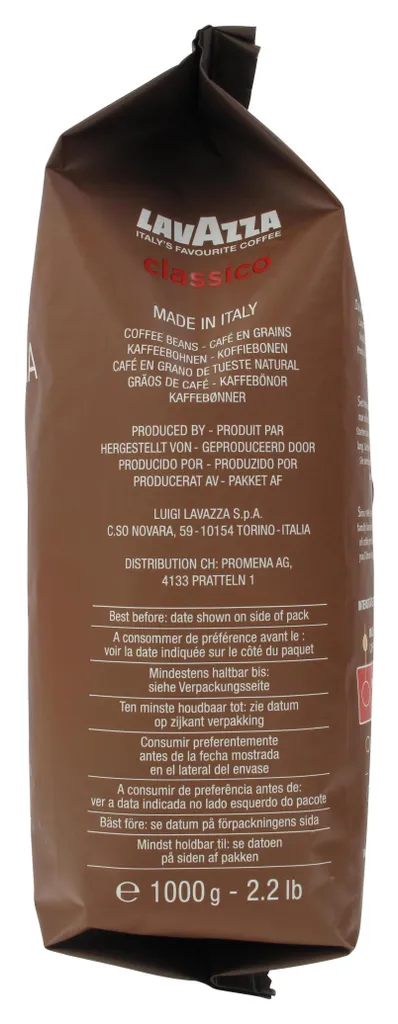 LAVAZZA
ITALY'S FAVOURITE COFFEE
classico
MADE IN ITALY
COFFEE BEANS - CAFÉ EN GRAINS
KAFFEEBOHNEN - KOFFIEBONEN
CAFÉ EN GRANO DE TUESTE NATURAL
GRÃOS DE CAFÉ - KAFFEBÖNOR
KAFFEBØNNER
PRODUCED BY - PRODUIT PAR
HERGESTELLT VON - GEPRODUCEERD DOOR
PRODUCIDO POR - PRODUZIDO POR
PRODUCERAT AV - PAKKET AF
LUIGI LAVAZZA S.p.A.
C.SO NOVARA, 59 - 10154 TORINO - ITALIA
DISTRIBUTION CH: PROMENA AG,
4133 PRATTELN 1
Best before: date shown on side of pack
A consommer de préférence avant le :
voir la date indiquée sur le côté du paquet
Mindestens haltbar bis:
siehe Verpackungsseite
Ten minste houdbaar tot: zie datum
op zijkant verpakking
Consumir preferentemente
antes de la fecha mostrada
en el lateral del envase
A consumir de preferência antes de:
ver a data indicada no lado esquerdo do pacote
Bäst före: se datum på förpackningens sida
Mindst holdbar til: se datoen
på siden af pakken
℮ 1000 g - 2.2 lb